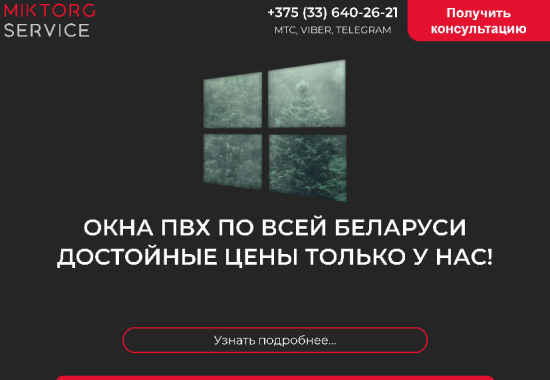 MIKTORG
SERVICE
+375 (33) 640-26-21
МТС, VIBER, TELEGRAM
Получить
консультацию
ОКНА ПВХ ПО ВСЕЙ БЕЛАРУСИ
ДОСТОЙНЫЕ ЦЕНЫ ТОЛЬКО У НАС!
Узнать подробнее...